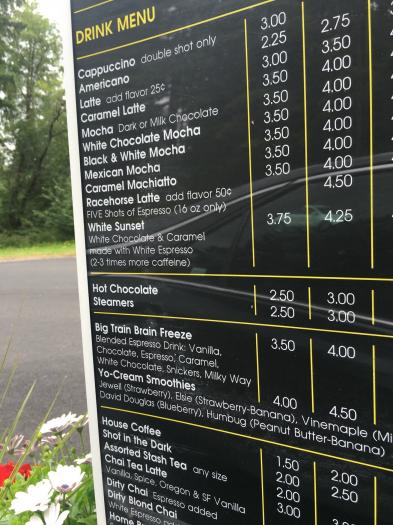 DRINK MENU
Cappuccino double shot only 3.00 2.75
Americano 2.25 3.50
Latte add flavor 25¢ 3.00 4.00
Caramel Latte 3.50 4.00
Mocha Dark or Milk Chocolate 3.50 4.00
White Chocolate Mocha 3.50 4.00
Black & White Mocha 3.50 4.00
Mexican Mocha 3.50 4.00
Caramel Machiatto 3.50 4.00
Racehorse Latte add flavor 50¢ 4.50
FIVE Shots of Espresso (16 oz only)
White Sunset 3.75 4.25
White Chocolate & Caramel
made with White Espresso
(2-3 times more caffeine)
Hot Chocolate 2.50 3.00
Steamers 2.50 3.00
Big Train Brain Freeze 3.50 4.00
Blended Espresso Drink: Vanilla,
Chocolate, Espresso, Caramel,
White Chocolate, Snickers, Milky Way
Yo-Cream Smoothies 4.00 4.50
Jewell (Strawberry), Elsie (Strawberry-Banana), Vinemaple
David Douglas (Blueberry), Humbug (Peanut Butter-Banana)
House Coffee 1.50 2.00
Shot in the Dark 2.00 2.50
Assorted Stash Tea any size 2.00
Chai Tea Latte 3.00
Vanilla, Spice, Oregon & SF Vanilla
Dirty Chai Espresso added
Dirty Blond Chai
White Espresso